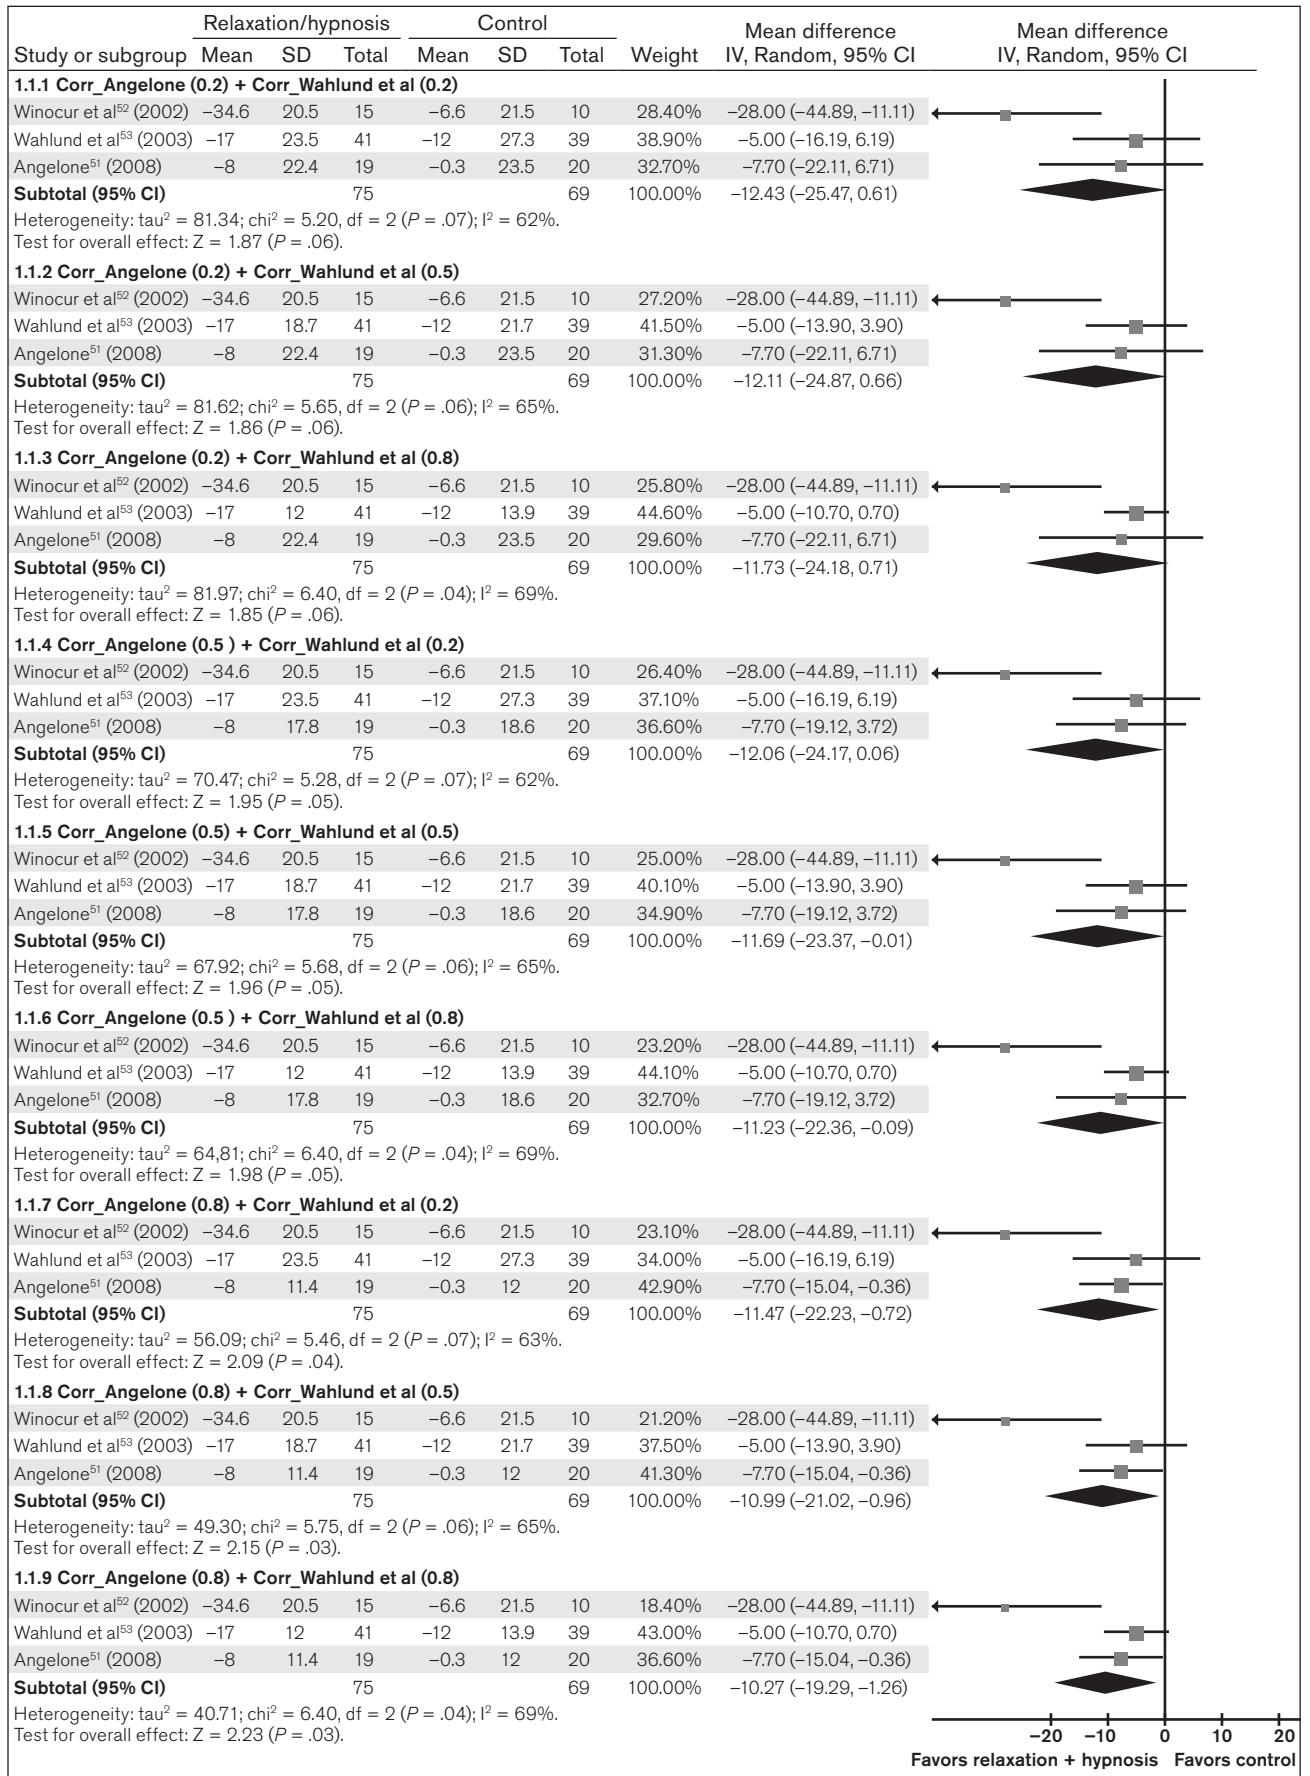 Relaxation/hypnosis Control Mean difference Mean difference
Study or subgroup Mean SD Total Mean SD Total Weight IV, Random, 95% CI IV, Random, 95% CI
1.1.1 Corr_Angelone (0.2) + Corr_Wahlund et al (0.2)
Winocur et al52 (2002) –34.6 20.5 15 –6.6 21.5 10 28.40% –28.00 (–44.89, –11.11)
Wahlund et al53 (2003) –17 23.5 41 –12 27.3 39 38.90% –5.00 (–16.19, 6.19)
Angelone51 (2008) –8 22.4 19 –0.3 23.5 20 32.70% –7.70 (–22.11, 6.71)
Subtotal (95% CI) 75 69 100.00% –12.43 (–25.47, 0.61)
Heterogeneity: tau2 = 81.34; chi2 = 5.20, df = 2 (P = .07); I2 = 62%.
Test for overall effect: Z = 1.87 (P = .06).
1.1.2 Corr_Angelone (0.2) + Corr_Wahlund et al (0.5)
Winocur et al52 (2002) –34.6 20.5 15 –6.6 21.5 10 27.20% –28.00 (–44.89, –11.11)
Wahlund et al53 (2003) –17 18.7 41 –12 21.7 39 41.50% –5.00 (–13.90, 3.90)
Angelone51 (2008) –8 22.4 19 –0.3 23.5 20 31.30% –7.70 (–22.11, 6.71)
Subtotal (95% CI) 75 69 100.00% –12.11 (–24.87, 0.66)
Heterogeneity: tau2 = 81.62; chi2 = 5.65, df = 2 (P = .06); I2 = 65%.
Test for overall effect: Z = 1.86 (P = .06).
1.1.3 Corr_Angelone (0.2) + Corr_Wahlund et al (0.8)
Winocur et al52 (2002) –34.6 20.5 15 –6.6 21.5 10 25.80% –28.00 (–44.89, –11.11)
Wahlund et al53 (2003) –17 12 41 –12 13.9 39 44.60% –5.00 (–10.70, 0.70)
Angelone51 (2008) –8 22.4 19 –0.3 23.5 20 29.60% –7.70 (–22.11, 6.71)
Subtotal (95% CI) 75 69 100.00% –11.73 (–24.18, 0.71)
Heterogeneity: tau2 = 81.97; chi2 = 6.40, df = 2 (P = .04); I2 = 69%.
Test for overall effect: Z = 1.85 (P = .06).
1.1.4 Corr_Angelone (0.5 ) + Corr_Wahlund et al (0.2)
Winocur et al52 (2002) –34.6 20.5 15 –6.6 21.5 10 26.40% –28.00 (–44.89, –11.11)
Wahlund et al53 (2003) –17 23.5 41 –12 27.3 39 37.10% –5.00 (–16.19, 6.19)
Angelone51 (2008) –8 17.8 19 –0.3 18.6 20 36.60% –7.70 (–19.12, 3.72)
Subtotal (95% CI) 75 69 100.00% –12.06 (–24.17, 0.06)
Heterogeneity: tau2 = 70.47; chi2 = 5.28, df = 2 (P = .07); I2 = 62%.
Test for overall effect: Z = 1.95 (P = .05).
1.1.5 Corr_Angelone (0.5) + Corr_Wahlund et al (0.5)
Winocur et al52 (2002) –34.6 20.5 15 –6.6 21.5 10 25.00% –28.00 (–44.89, –11.11)
Wahlund et al53 (2003) –17 18.7 41 –12 21.7 39 40.10% –5.00 (–13.90, 3.90)
Angelone51 (2008) –8 17.8 19 –0.3 18.6 20 34.90% –7.70 (–19.12, 3.72)
Subtotal (95% CI) 75 69 100.00% –11.69 (–23.37, –0.01)
Heterogeneity: tau2 = 67.92; chi2 = 5.68, df = 2 (P = .06); I2 = 65%.
Test for overall effect: Z = 1.96 (P = .05).
1.1.6 Corr_Angelone (0.5 ) + Corr_Wahlund et al (0.8)
Winocur et al52 (2002) –34.6 20.5 15 –6.6 21.5 10 23.20% –28.00 (–44.89, –11.11)
Wahlund et al53 (2003) –17 12 41 –12 13.9 39 44.10% –5.00 (–10.70, 0.70)
Angelone51 (2008) –8 17.8 19 –0.3 18.6 20 32.70% –7.70 (–19.12, 3.72)
Subtotal (95% CI) 75 69 100.00% –11.23 (–22.36, –0.09)
Heterogeneity: tau2 = 64,81; chi2 = 6.40, df = 2 (P = .04); I2 = 69%.
Test for overall effect: Z = 1.98 (P = .05).
1.1.7 Corr_Angelone (0.8) + Corr_Wahlund et al (0.2)
Winocur et al52 (2002) –34.6 20.5 15 –6.6 21.5 10 23.10% –28.00 (–44.89, –11.11)
Wahlund et al53 (2003) –17 23.5 41 –12 27.3 39 34.00% –5.00 (–16.19, 6.19)
Angelone51 (2008) –8 11.4 19 –0.3 12 20 42.90% –7.70 (–15.04, –0.36)
Subtotal (95% CI) 75 69 100.00% –11.47 (–22.23, –0.72)
Heterogeneity: tau2 = 56.09; chi2 = 5.46, df = 2 (P = .07); I2 = 63%.
Test for overall effect: Z = 2.09 (P = .04).
1.1.8 Corr_Angelone (0.8) + Corr_Wahlund et al (0.5)
Winocur et al52 (2002) –34.6 20.5 15 –6.6 21.5 10 21.20% –28.00 (–44.89, –11.11)
Wahlund et al53 (2003) –17 18.7 41 –12 21.7 39 37.50% –5.00 (–13.90, 3.90)
Angelone51 (2008) –8 11.4 19 –0.3 12 20 41.30% –7.70 (–15.04, –0.36)
Subtotal (95% CI) 75 69 100.00% –10.99 (–21.02, –0.96)
Heterogeneity: tau2 = 49.30; chi2 = 5.75, df = 2 (P = .06); I2 = 65%.
Test for overall effect: Z = 2.15 (P = .03).
1.1.9 Corr_Angelone (0.8) + Corr_Wahlund et al (0.8)
Winocur et al52 (2002) –34.6 20.5 15 –6.6 21.5 10 18.40% –28.00 (–44.89, –11.11)
Wahlund et al53 (2003) –17 12 41 –12 13.9 39 43.00% –5.00 (–10.70, 0.70)
Angelone51 (2008) –8 11.4 19 –0.3 12 20 36.60% –7.70 (–15.04, –0.36)
Subtotal (95% CI) 75 69 100.00% –10.27 (–19.29, –1.26)
Heterogeneity: tau2 = 40.71; chi2 = 6.40, df = 2 (P = .04); I2 = 69%.
Test for overall effect: Z = 2.23 (P = .03).
–20 –10 0 10 20
Favors relaxation + hypnosis Favors control